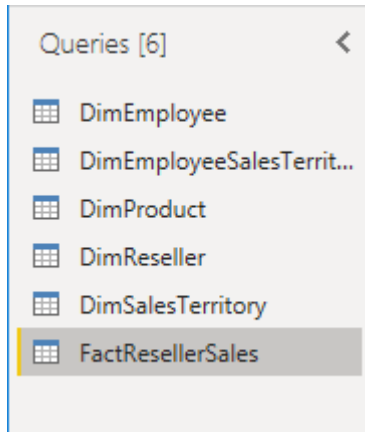 Queries [6]
DimEmployee
DimEmployeeSalesTerrit...
DimProduct
DimReseller
DimSalesTerritory
FactResellerSales